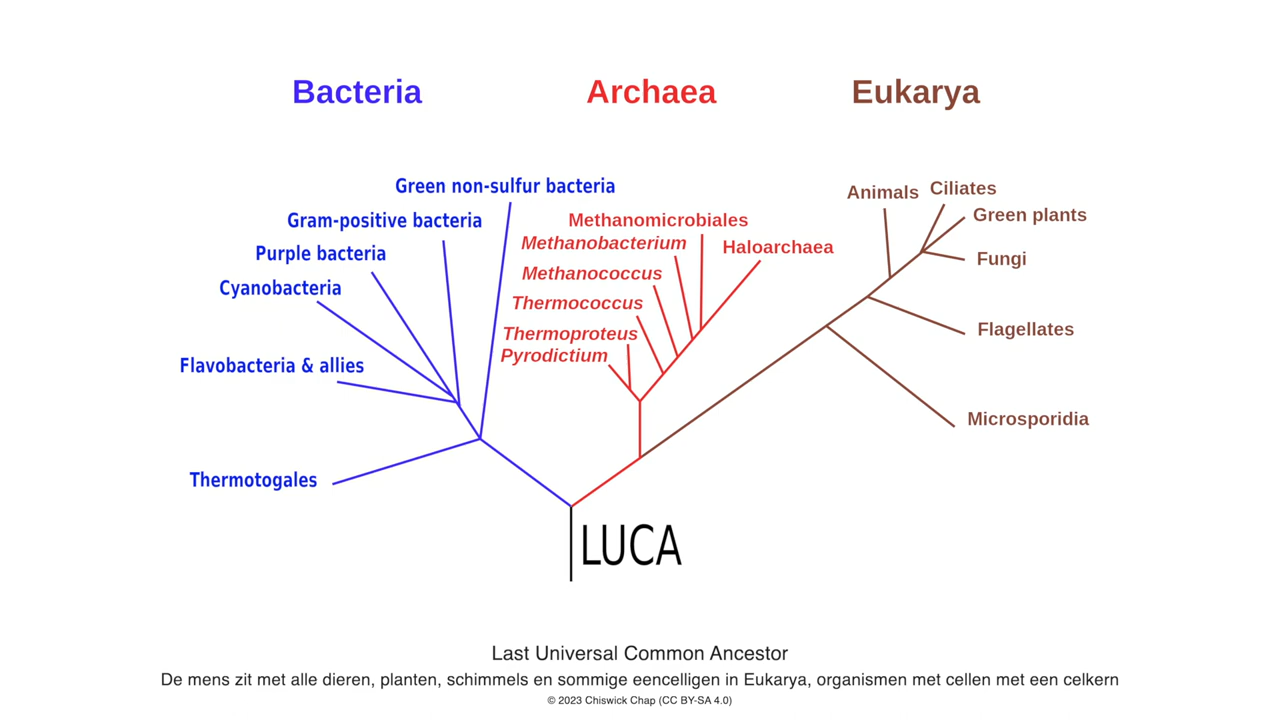 Bacteria
Archaea
Eukarya
Green non-sulfur bacteria
Gram-positive bacteria
Purple bacteria
Cyanobacteria
Flavobacteria & allies
Thermotogales
Methanomicrobiales
Methanobacterium
Haloarchaea
Methanococcus
Thermococcus
Thermoproteus
Pyrodictium
Animals
Ciliates
Green plants
Fungi
Flagellates
Microsporidia
LUCA
Last Universal Common Ancestor
De mens zit met alle dieren, planten, schimmels en sommige eencelligen in Eukarya, organismen met cellen met een celkern
© 2023 Chiswick Chap (CC BY-SA 4.0)